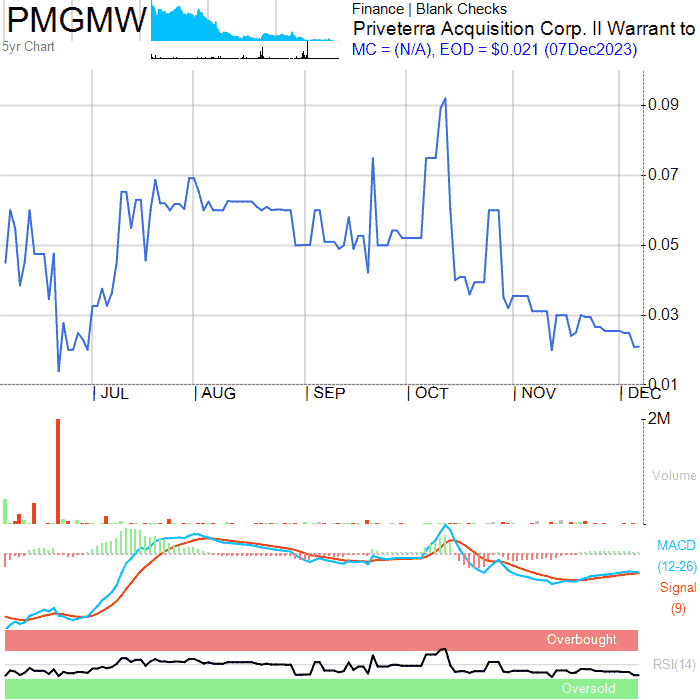 PMGMW
5yr Chart
Finance | Blank Checks
Priveterra Acquisition Corp. II Warrant to
MC = (N/A), EOD = $0.021 (07Dec2023)
0.09
0.07
0.05
0.03
0.01
JUL AUG SEP OCT NOV DEC
2M
Volume
MACD
(12-26)
Signal
(9)
Overbought
RSI(14)
Oversold